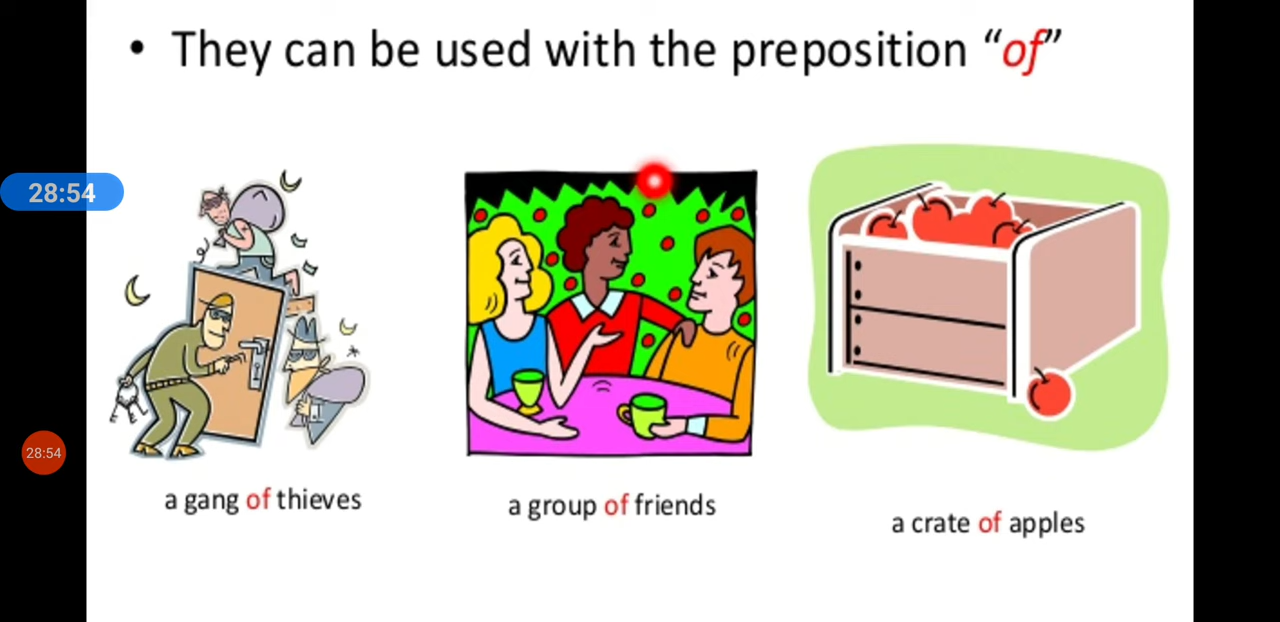 • They can be used with the preposition “of”
28:54
28:54
a gang of thieves
a group of friends
a crate of apples